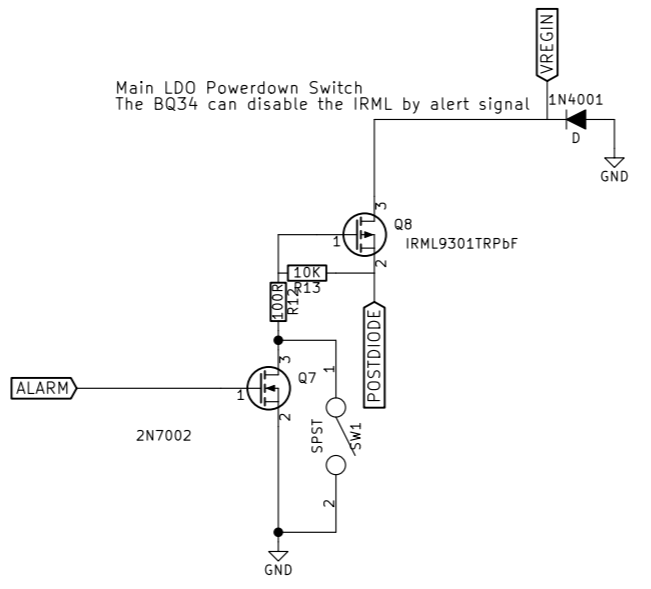 VREGIN
Main LDO Powerdown Switch
The BQ34 can disable the IRML by alert signal
1N4001
D
GND
3
Q8
1
IRML9301TRPbF
2
10K
R13
100R
R12
POSTDIODE
3
1
Q7
ALARM
1
2
2N7002
SPST
SW1
2
GND